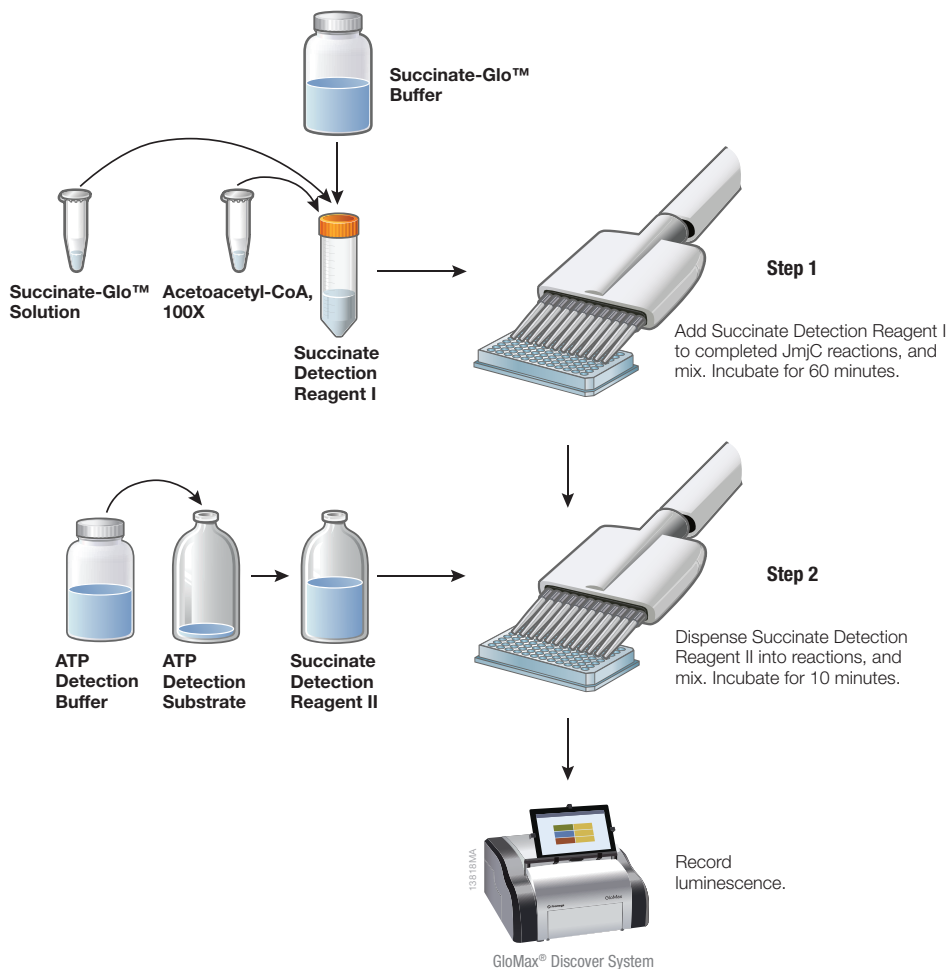 Succinate-Glo™
Buffer
Succinate-Glo™
Solution
Acetoacetyl-CoA,
100X
Succinate
Detection
Reagent I
Step 1
Add Succinate Detection Reagent I
to completed JmjC reactions, and
mix. Incubate for 60 minutes.
ATP
Detection
Buffer
ATP
Detection
Substrate
Succinate
Detection
Reagent II
Step 2
Dispense Succinate Detection
Reagent II into reactions, and
mix. Incubate for 10 minutes.
13818MA
Promega
GloMax
Record
luminescence.
GloMax® Discover System